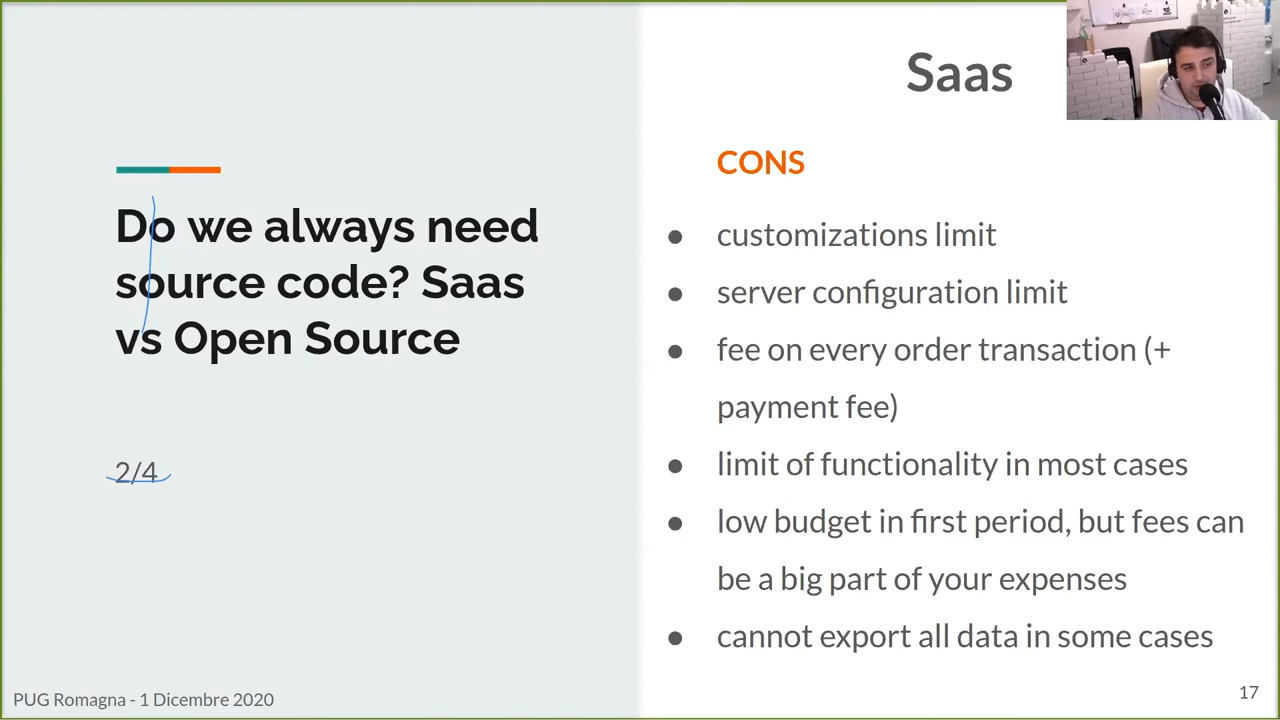 Do we always need
source code? Saas
vs Open Source
2/4
PUG Romagna - 1 Dicembre 2020
Saas
CONS
● customizations limit
● server configuration limit
● fee on every order transaction (+
payment fee)
● limit of functionality in most cases
● low budget in first period, but fees can
be a big part of your expenses
● cannot export all data in some cases
17